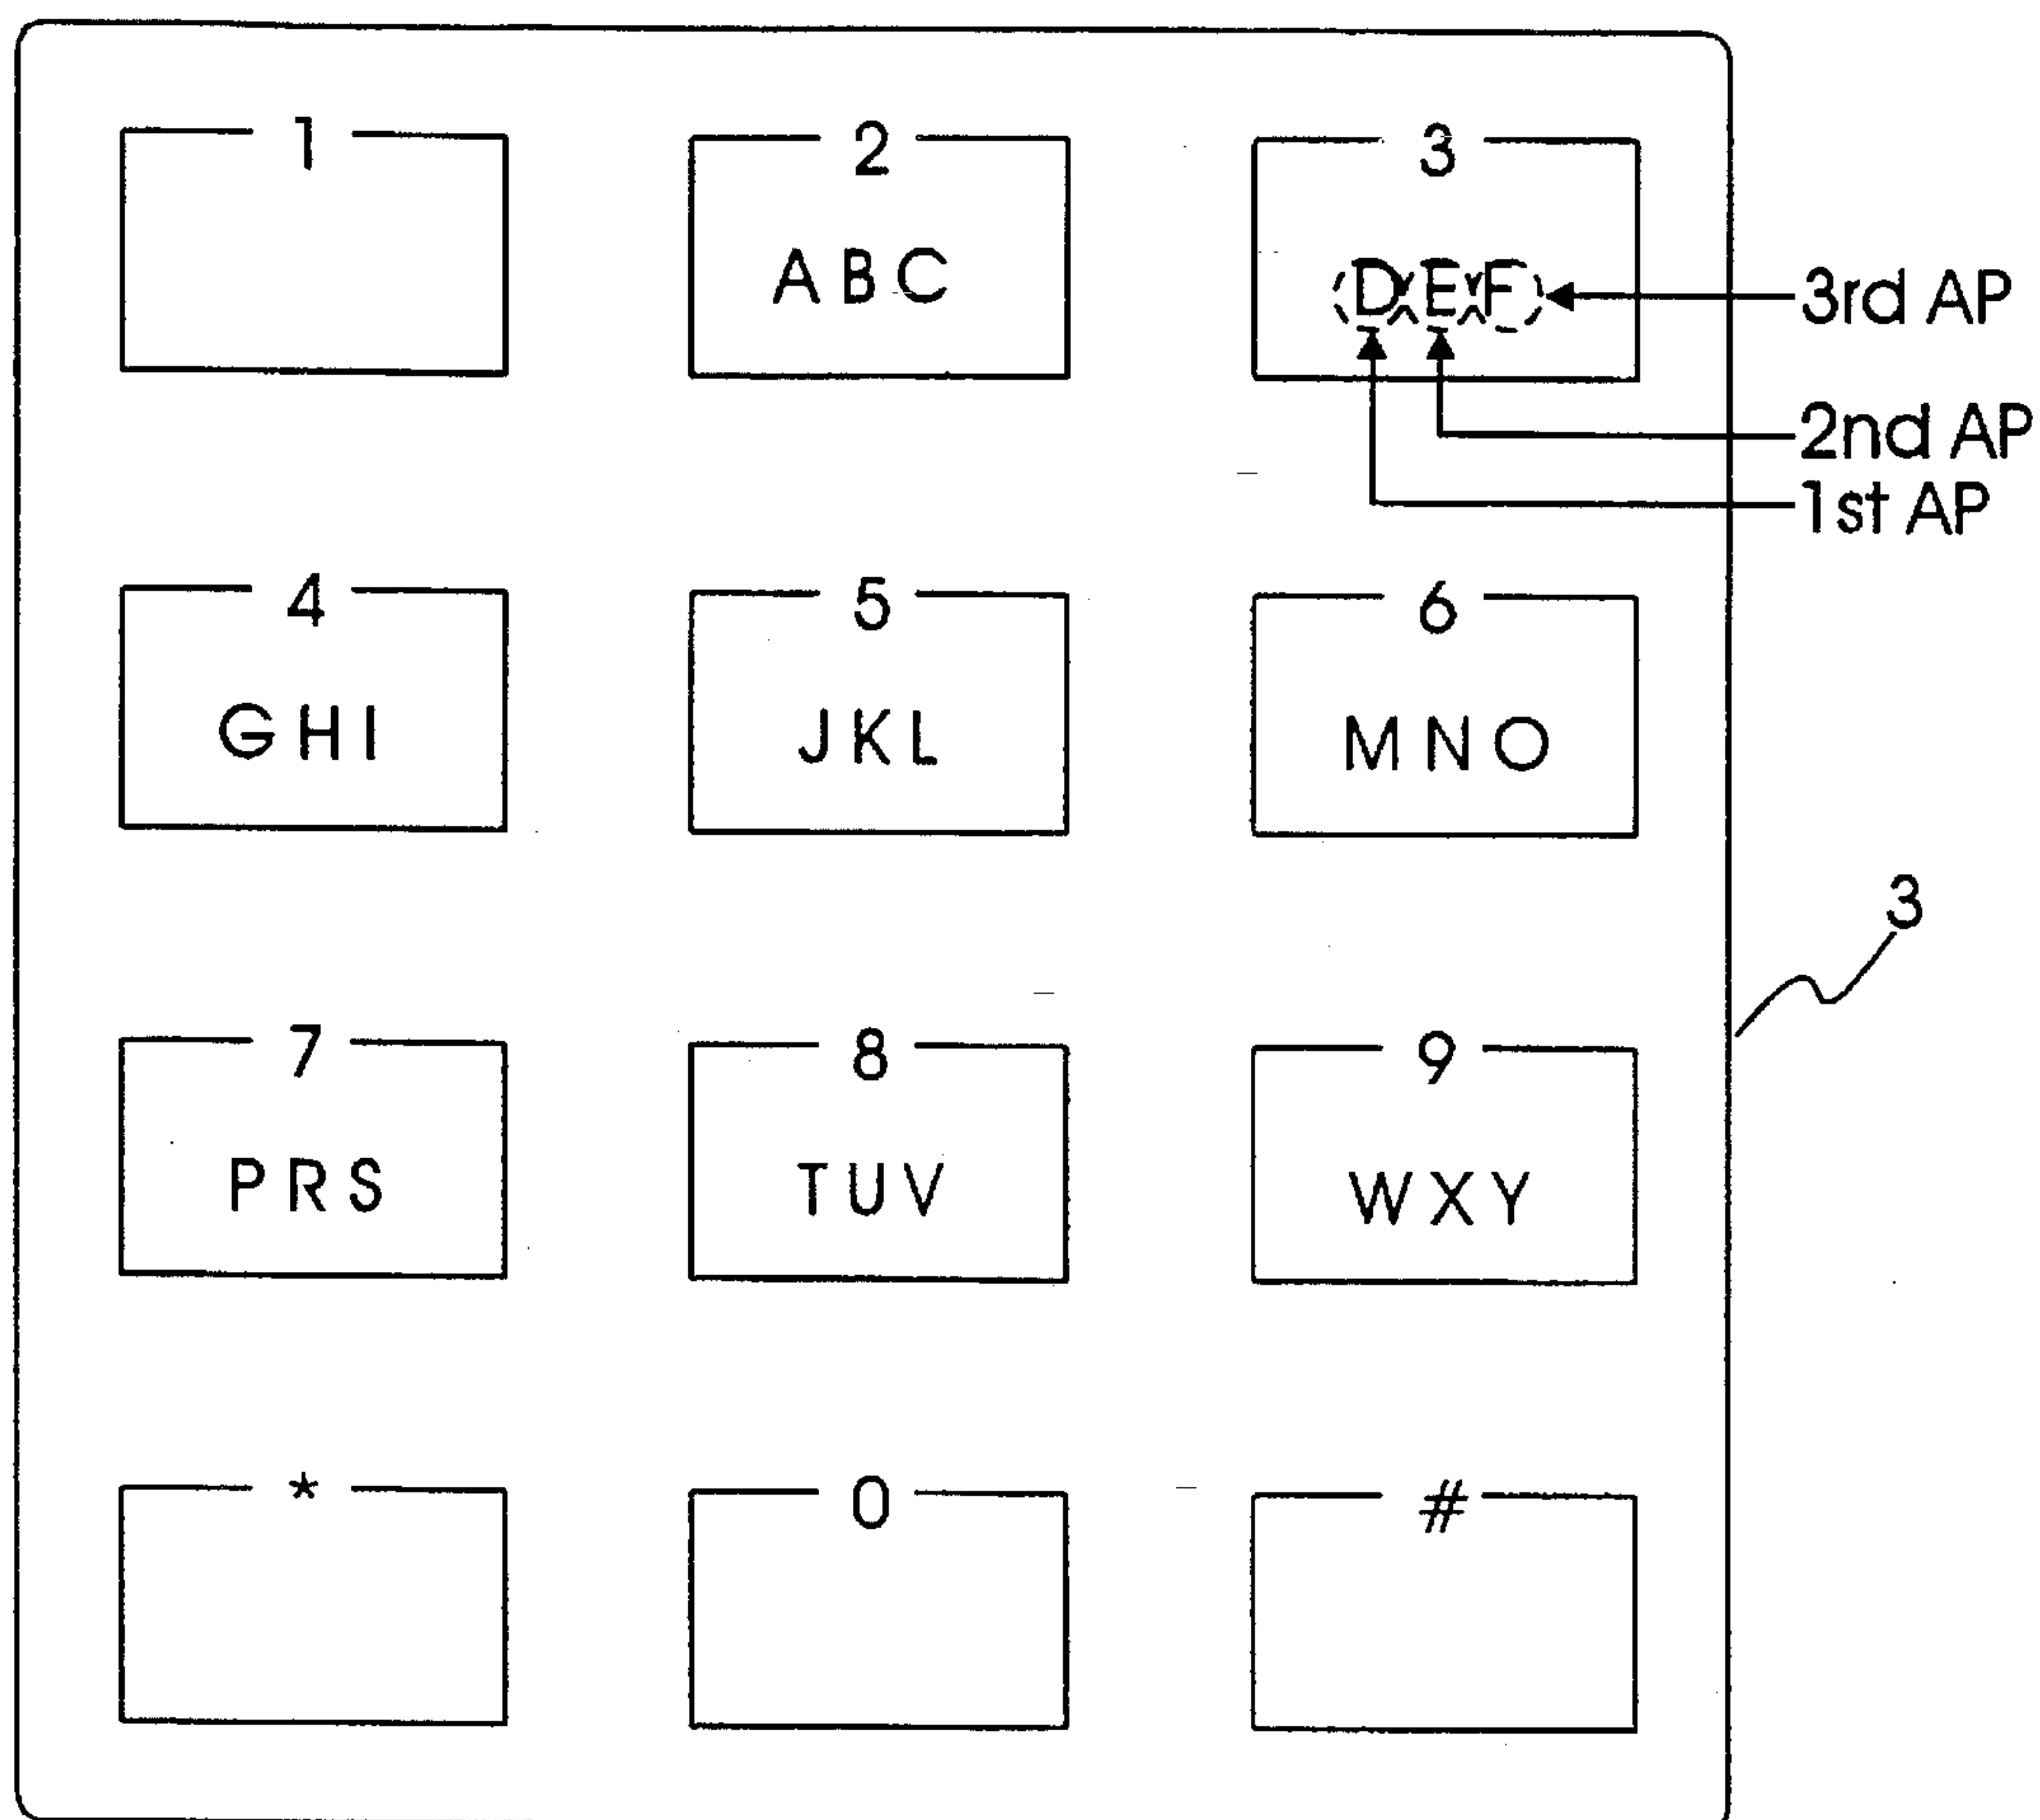 1 2 3
ABC DEF 3rd AP
2nd AP
1st AP
4 5 6
GHI JKL MNO
3
7 8 9
PRS TUV WXY
* 0 #